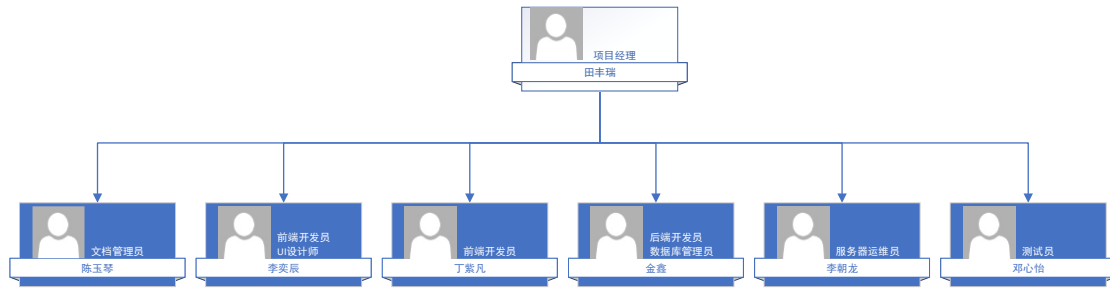 项目经理
田丰瑞
文档管理员
陈玉琴
前端开发员
UI设计师
李奕辰
前端开发员
丁紫凡
后端开发员
数据库管理员
金鑫
服务器运维员
李朝龙
测试员
邓心怡